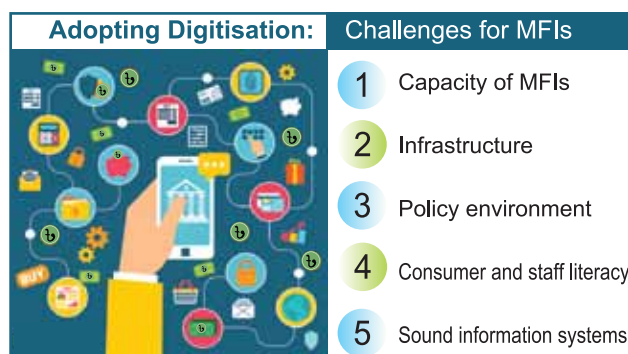 Adopting Digitisation: Challenges for MFIs
1 Capacity of MFIs
2 Infrastructure
3 Policy environment
4 Consumer and staff literacy
5 Sound information systems
৳
৳
৳
৳
৳
৳
৳
৳
৳
BUY